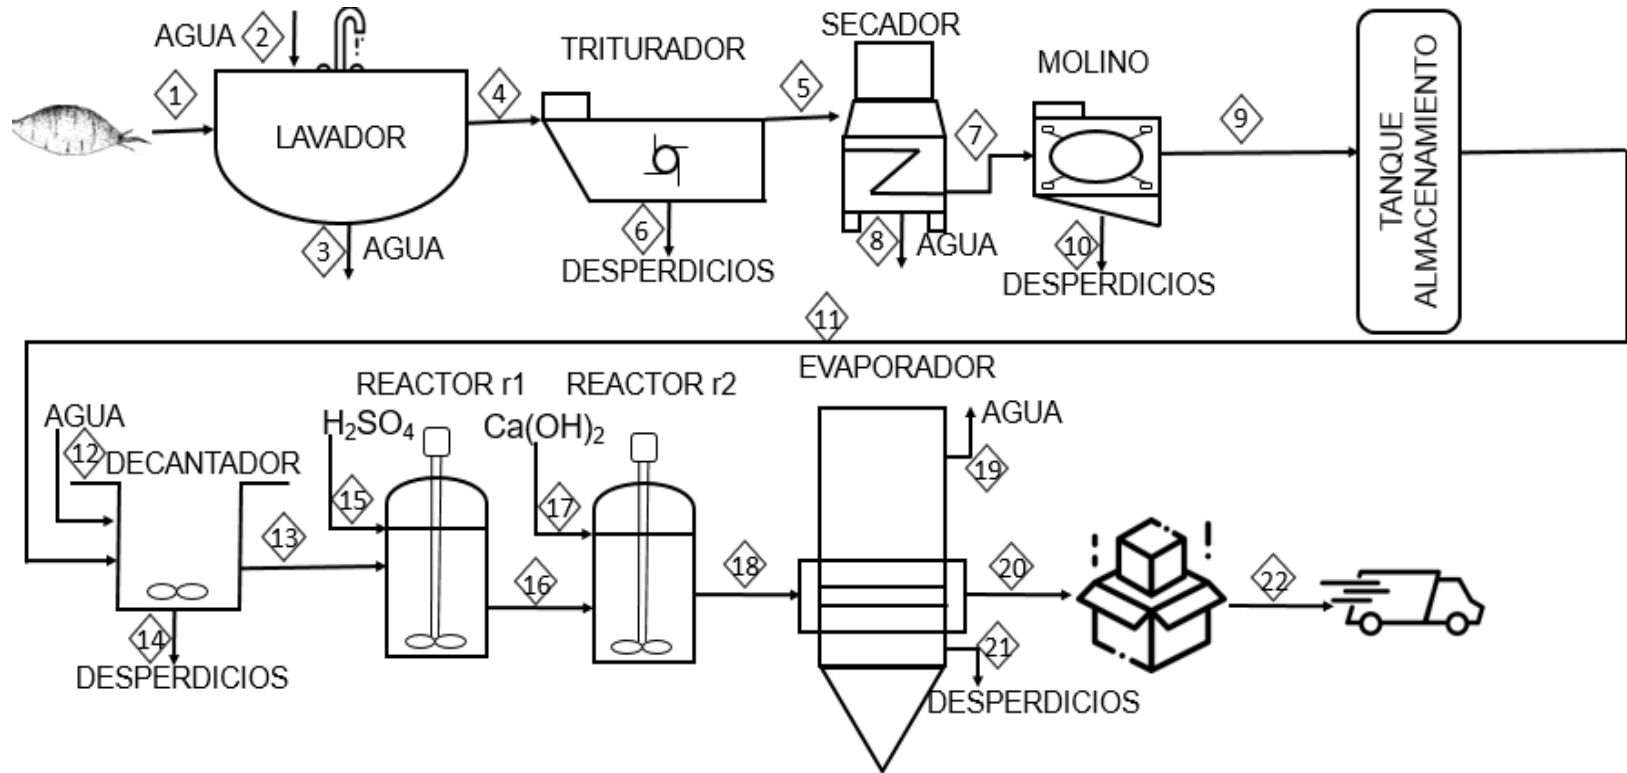 AGUA
2
SECADOR
TRITURADOR
MOLINO
1
4
5
7
9
LAVADOR
TANQUE
ALMACENAMIENTO
3
AGUA
6
DESPERDICIOS
8
AGUA
10
DESPERDICIOS
11
EVAPORADOR
REACTOR r1
REACTOR r2
AGUA
H2SO4
Ca(OH)2
AGUA
12
DECANTADOR
19
15
17
13
16
18
20
22
14
DESPERDICIOS
21
DESPERDICIOS